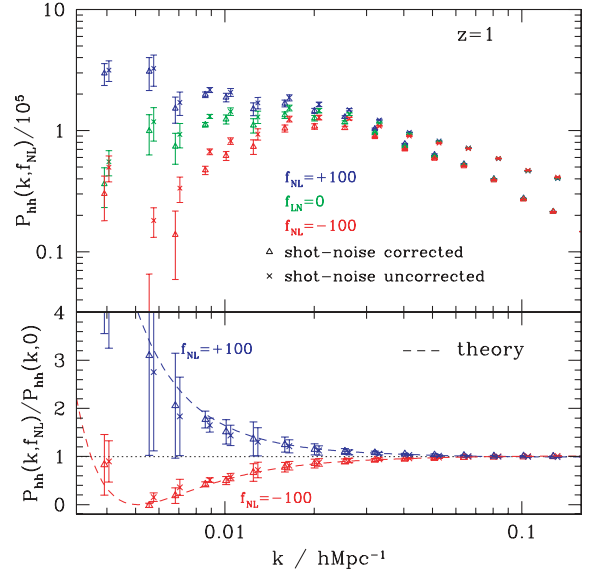 z=1
10
1
0.1
P_hh(k,f_NL)/10⁵
f_NL=+100
f_LN=0
f_NL=−100
△ shot−noise corrected
× shot−noise uncorrected
4
3
2
1
0
P_hh(k,f_NL)/P_hh(k,0)
f_NL=+100
theory
f_NL=−100
0.01
0.1
k / hMpc⁻¹